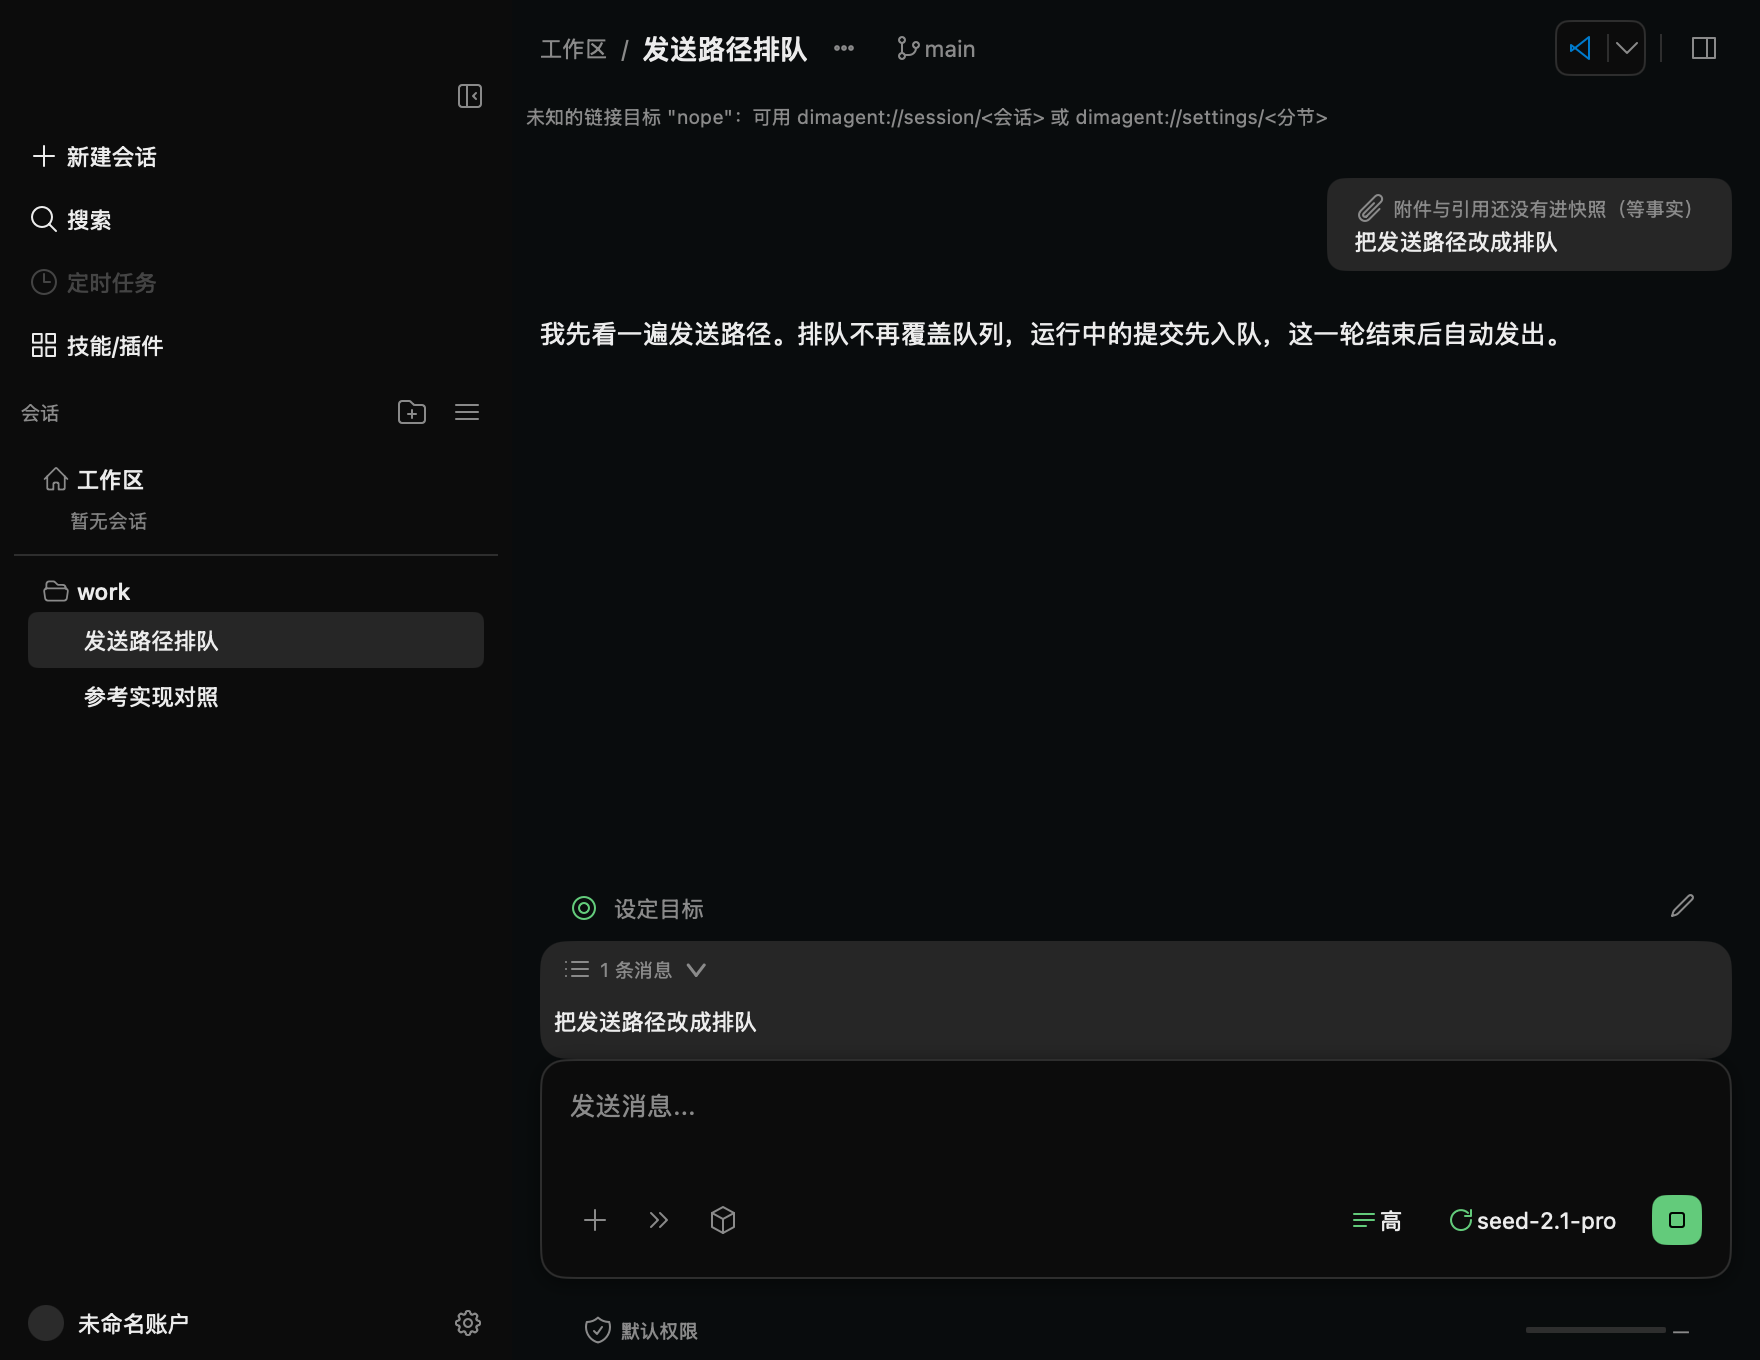 新建会话
搜索
定时任务
技能/插件
会话
工作区
暂无会话
work
发送路径排队
参考实现对照
未命名账户
工作区 / 发送路径排队 ··· main
未知的链接目标 "nope"：可用 dimagent://session/<会话> 或 dimagent://settings/<分节>
附件与引用还没有进快照（等事实）
把发送路径改成排队
我先看一遍发送路径。排队不再覆盖队列，运行中的提交先入队，这一轮结束后自动发出。
设定目标
1 条消息
把发送路径改成排队
发送消息...
高 seed-2.1-pro
默认权限